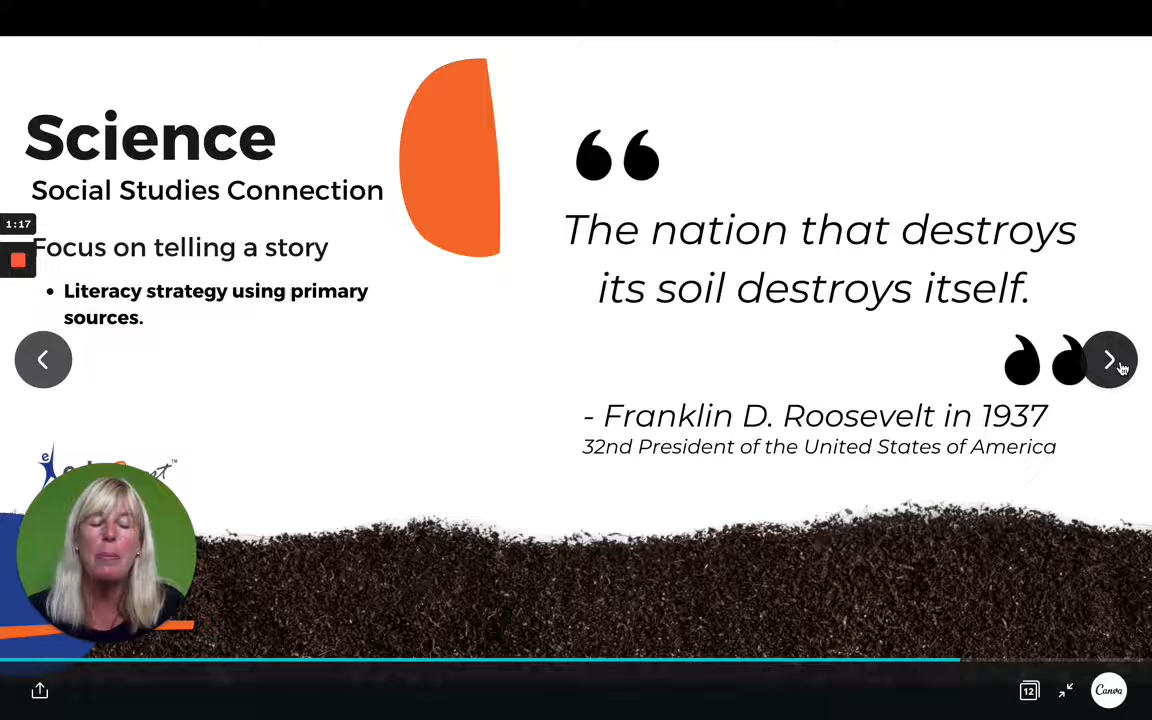 Science
Social Studies Connection
1:17
Focus on telling a story
• Literacy strategy using primary
sources.
“
The nation that destroys
its soil destroys itself.
“
- Franklin D. Roosevelt in 1937
32nd President of the United States of America
12
Canva